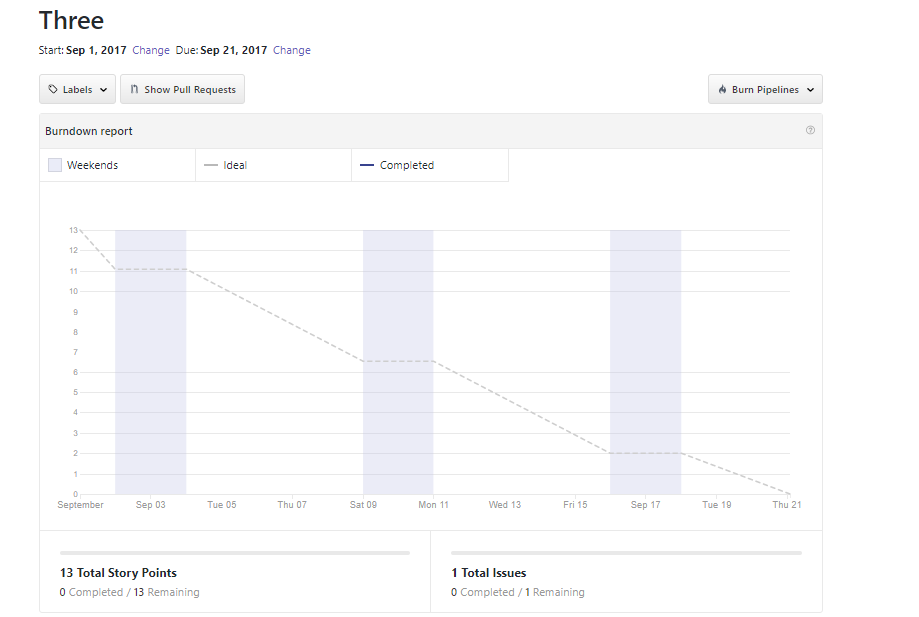 Three
Start: Sep 1, 2017 Change Due: Sep 21, 2017 Change
Labels Show Pull Requests Burn Pipelines
Burndown report
Weekends Ideal Completed
13
12
11
10
9
8
7
6
5
4
3
2
1
0
September Sep 03 Tue 05 Thu 07 Sat 09 Mon 11 Wed 13 Fri 15 Sep 17 Tue 19 Thu 21
13 Total Story Points 1 Total Issues
0 Completed / 13 Remaining 0 Completed / 1 Remaining